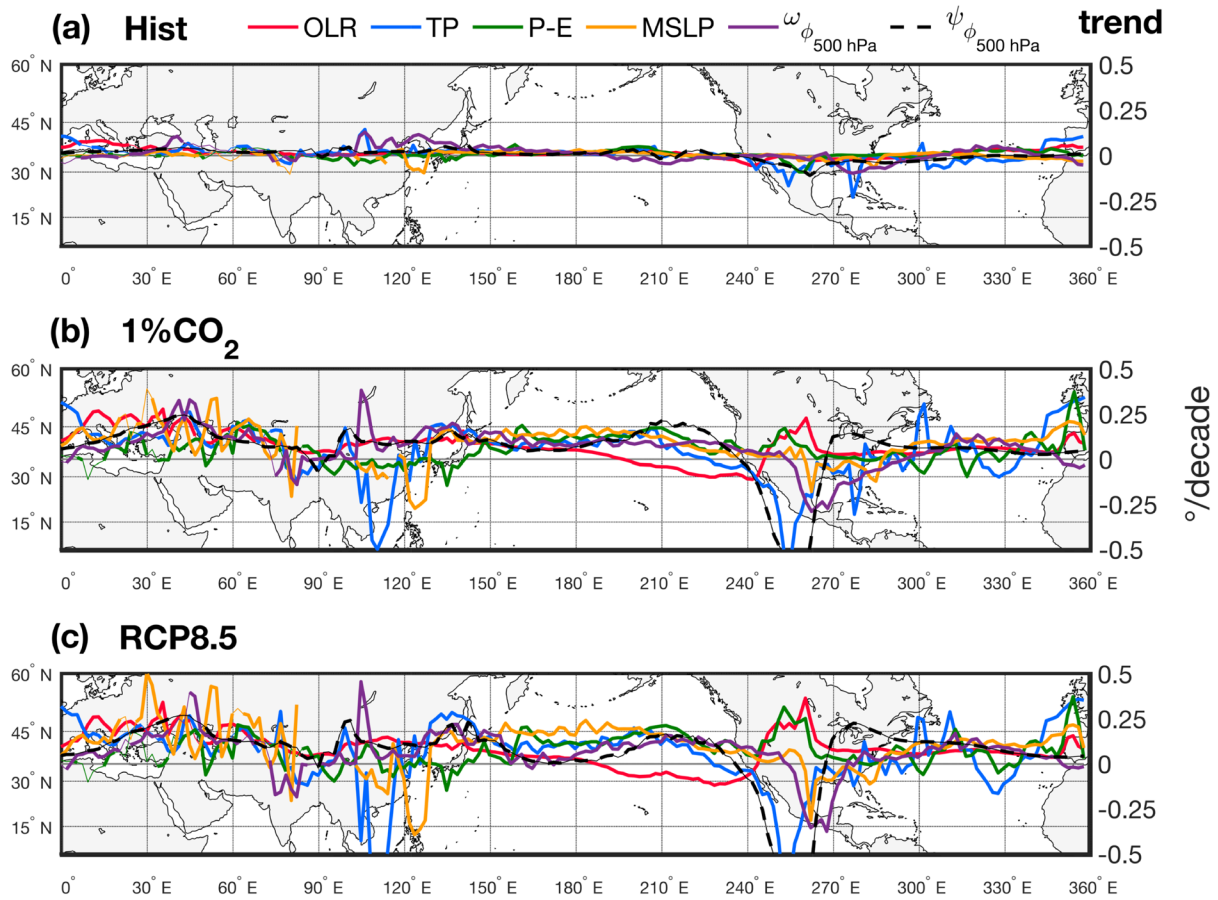 (a) Hist OLR TP P-E MSLP ω_ϕ 500 hPa ψ_ϕ 500 hPa trend
60° N 0.5
0.25
45° N
0
30° N
-0.25
15° N
-0.5
0° 30° E 60° E 90° E 120° E 150° E 180° E 210° E 240° E 270° E 300° E 330° E 360° E
(b) 1%CO₂
60° N 0.5
0.25
45° N
0
30° N
-0.25
15° N
-0.5
0° 30° E 60° E 90° E 120° E 150° E 180° E 210° E 240° E 270° E 300° E 330° E 360° E
°/decade
(c) RCP8.5
60° N 0.5
0.25
45° N
0
30° N
-0.25
15° N
-0.5
0° 30° E 60° E 90° E 120° E 150° E 180° E 210° E 240° E 270° E 300° E 330° E 360° E